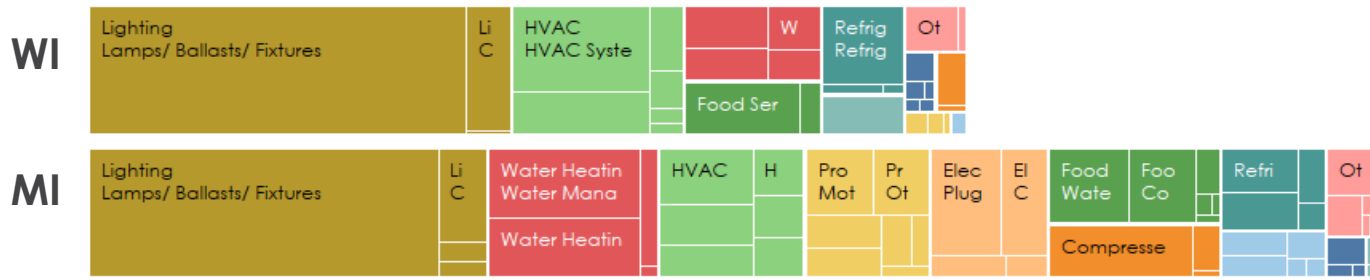 WI
Lighting
Lamps/ Ballasts/ Fixtures
Li
C
HVAC
HVAC Syste
W
Food Ser
Refrig
Refrig
Ot
MI
Lighting
Lamps/ Ballasts/ Fixtures
Li
C
Water Heatin
Water Mana
Water Heatin
HVAC
H
Pro
Mot
Pr
Ot
Elec
Plug
El
C
Food
Wate
Foo
Co
Compresse
Refri
Ot